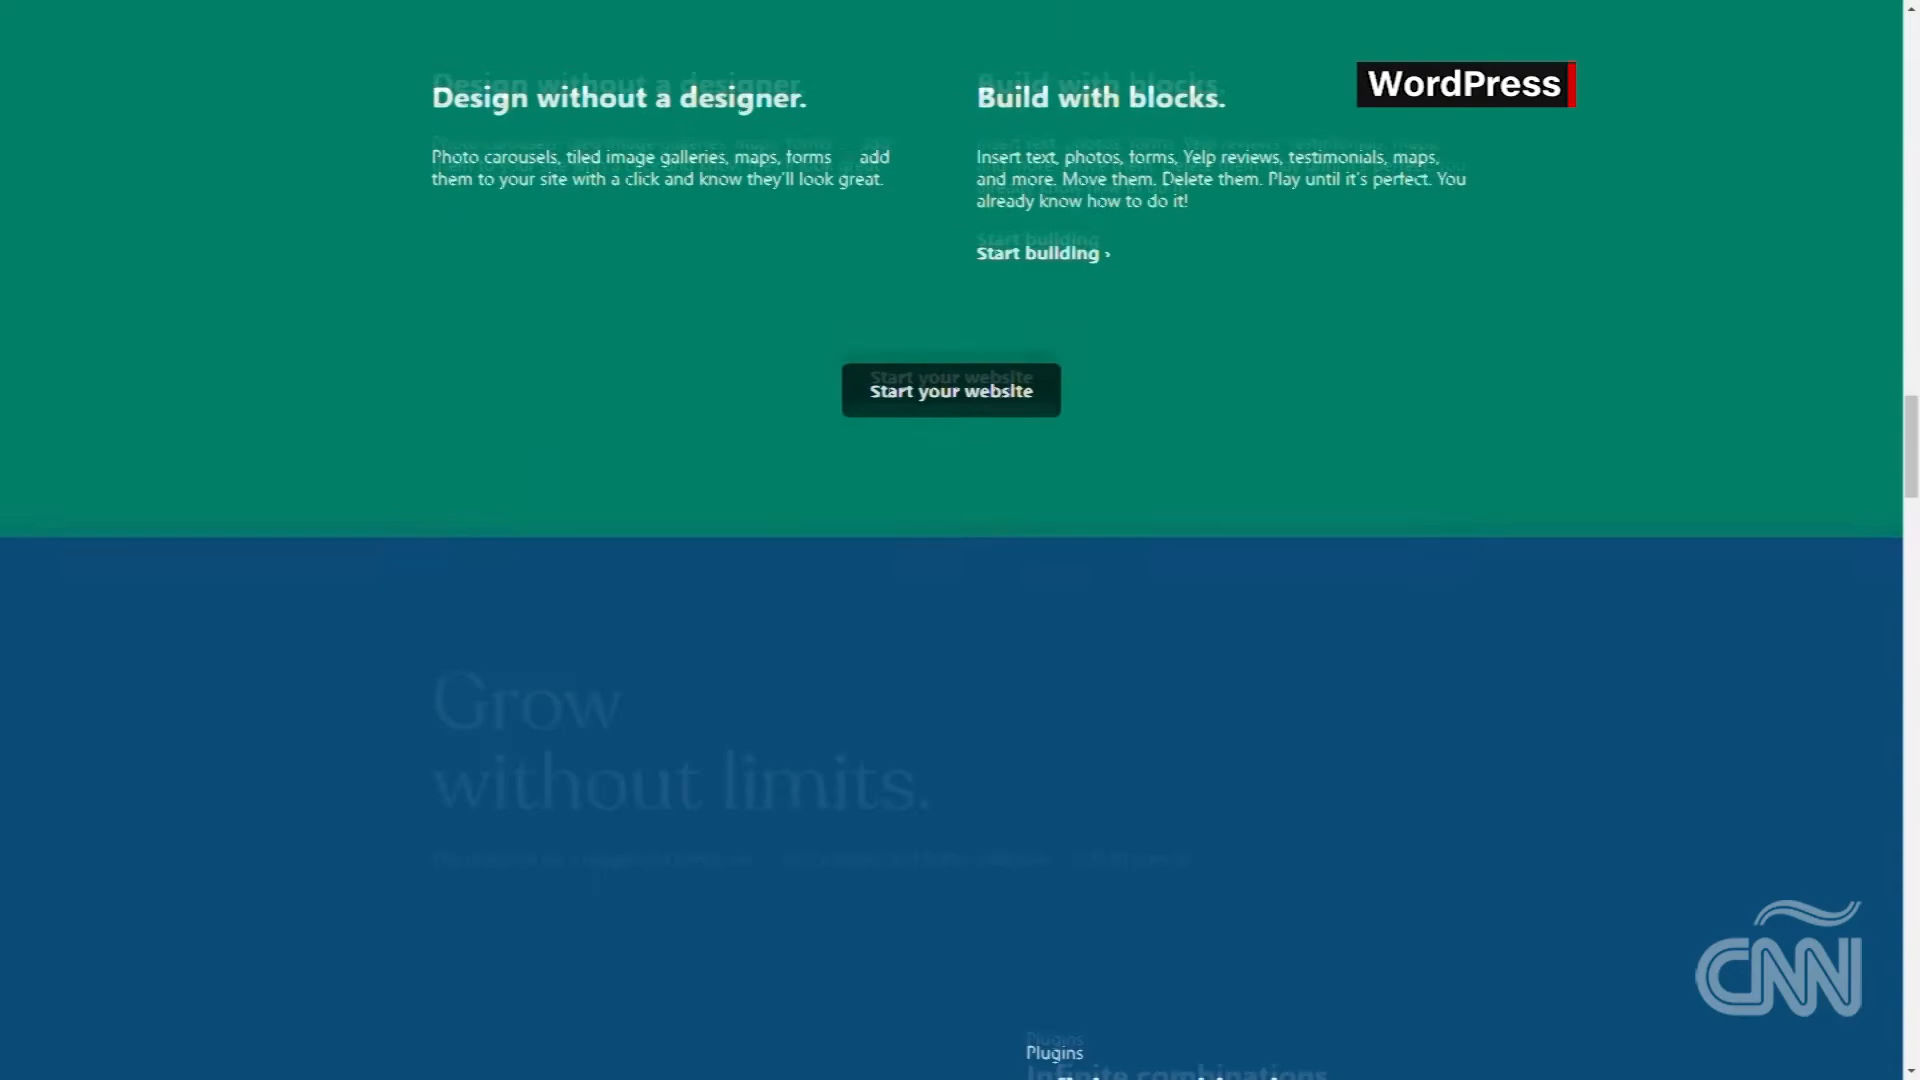 WordPress
Design without a designer.
Photo carousels, tiled image galleries, maps, forms add
them to your site with a click and know they'll look great.
Build with blocks.
Insert text, photos, forms, Yelp reviews, testimonials, maps,
and more. Move them. Delete them. Play until it's perfect. You
already know how to do it!
Start building ›
Start your website
Grow
without limits.
CNN
Plugins
Infinite combinations